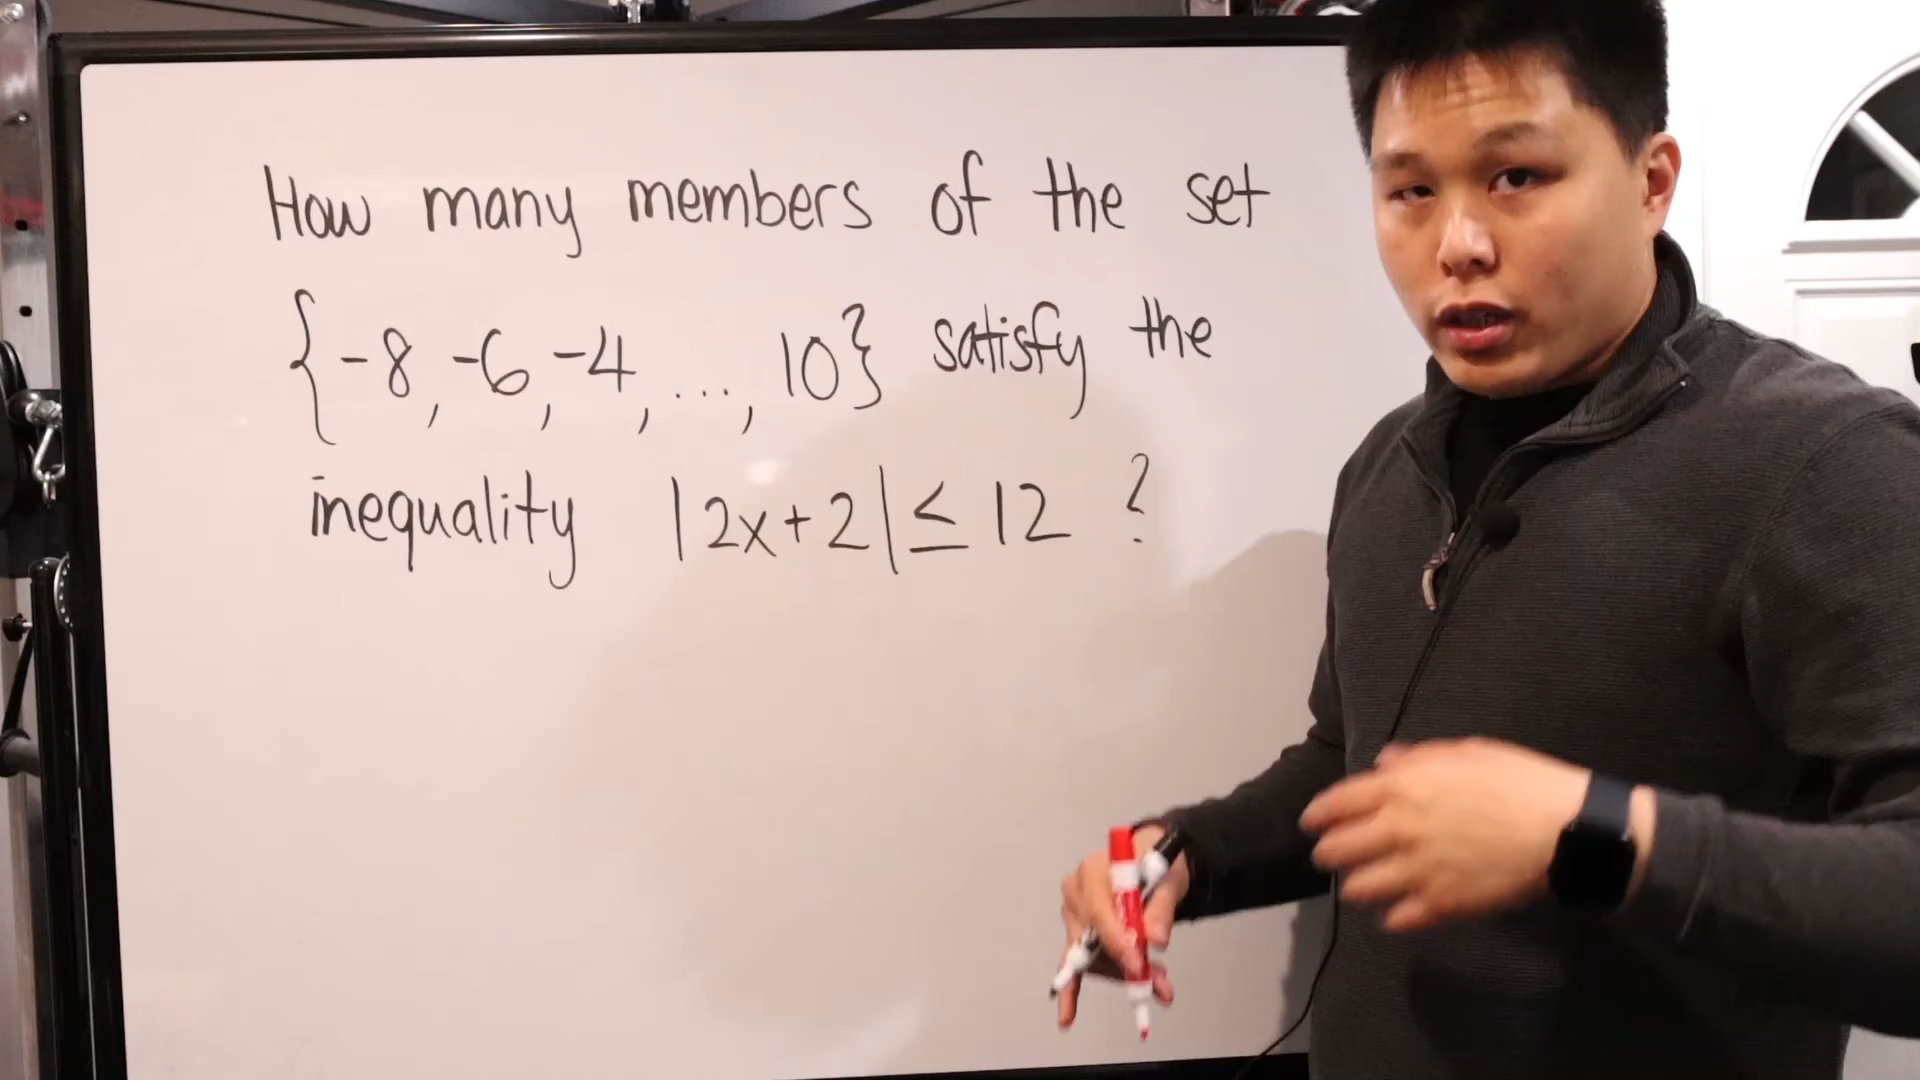 How many members of the set
{-8, -6, -4, ..., 10} satisfy the
inequality |2x+2| ≤ 12 ?